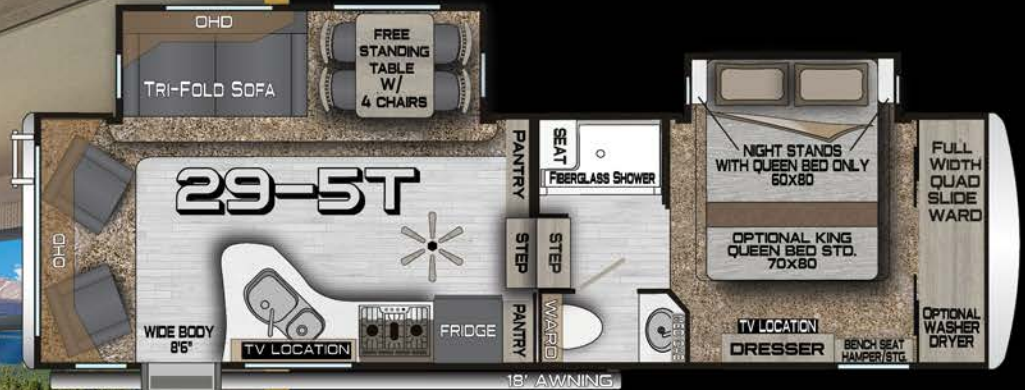 OHD
TRI-FOLD SOFA
FREE
STANDING
TABLE
W/
4 CHAIRS
OHD
29-5T
WIDE BODY
8'6"
TV LOCATION
FRIDGE
PANTRY
STEP
STEP
PANTRY
WARD
SEAT
FIBERGLASS SHOWER
NIGHT STANDS
WITH QUEEN BED ONLY
60X80
OPTIONAL KING
QUEEN BED STD.
70X80
TV LOCATION
DRESSER
BENCH SEAT
HAMPER/STG.
FULL
WIDTH
QUAD
SLIDE
WARD
OPTIONAL
WASHER
DRYER
18' AWNING